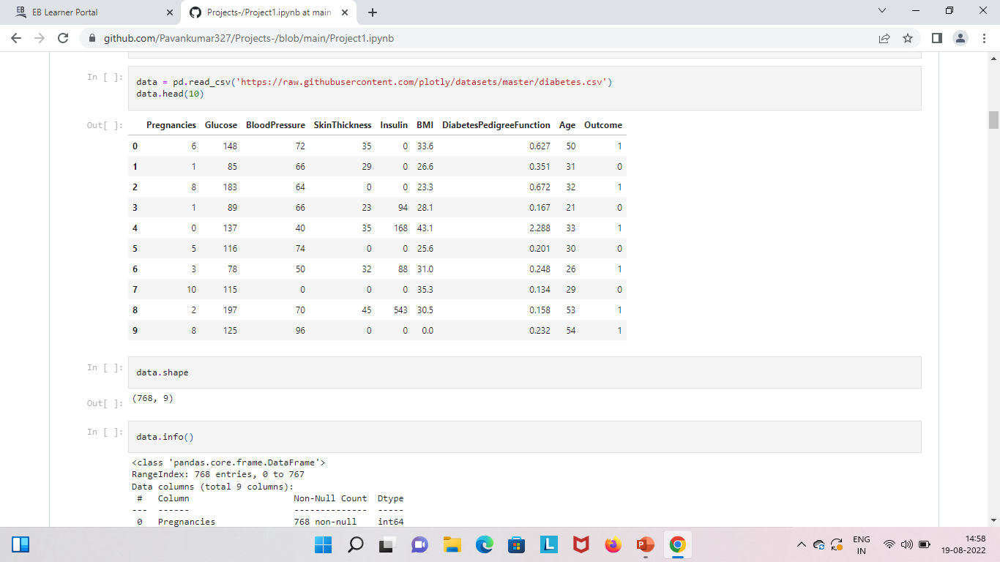 EB Learner Portal
Projects-/Project1.ipynb at main
github.com/Pavankumar327/Projects-/blob/main/Project1.ipynb
In [ ]:
data = pd.read_csv('https://raw.githubusercontent.com/plotly/datasets/master/diabetes.csv')
data.head(10)
Out[ ]:
Pregnancies Glucose BloodPressure SkinThickness Insulin BMI DiabetesPedigreeFunction Age Outcome
0 6 148 72 35 0 33.6 0.627 50 1
1 1 85 66 29 0 26.6 0.351 31 0
2 8 183 64 0 0 23.3 0.672 32 1
3 1 89 66 23 94 28.1 0.167 21 0
4 0 137 40 35 168 43.1 2.288 33 1
5 5 116 74 0 0 25.6 0.201 30 0
6 3 78 50 32 88 31.0 0.248 26 1
7 10 115 0 0 0 35.3 0.134 29 0
8 2 197 70 45 543 30.5 0.158 53 1
9 8 125 96 0 0 0.0 0.232 54 1
In [ ]:
data.shape
Out[ ]:
(768, 9)
In [ ]:
data.info()
<class 'pandas.core.frame.DataFrame'>
RangeIndex: 768 entries, 0 to 767
Data columns (total 9 columns):
# Column Non-Null Count Dtype
--- ------ -------------- -----
0 Pregnancies 768 non-null int64
ENG
IN
14:58
19-08-2022